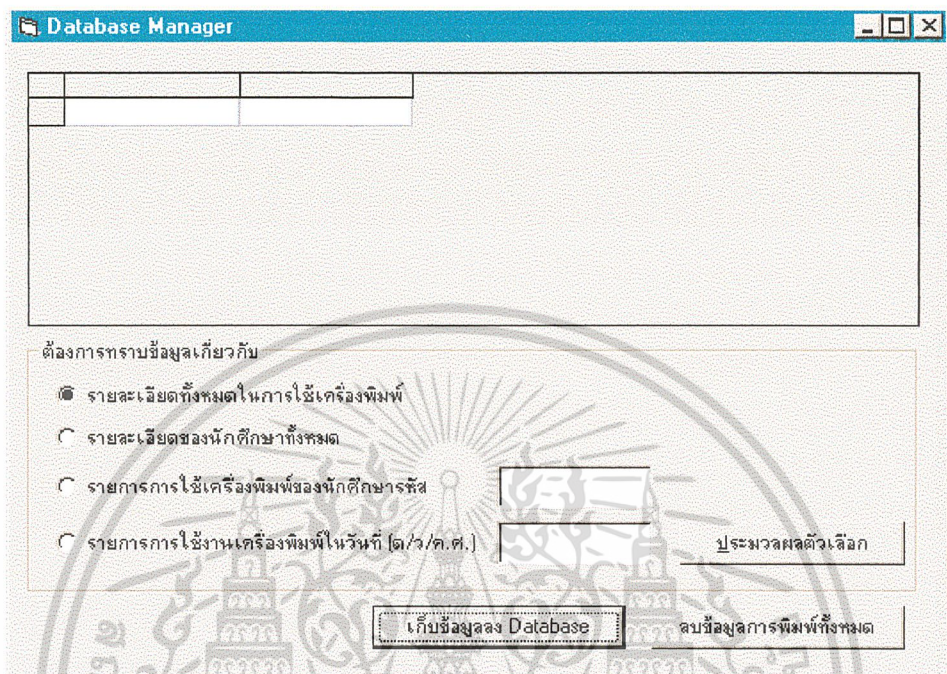 Database Manager
ต้องการทราบข้อมูลเกี่ยวกับ
รายละเอียดทั้งหมดในการใช้เครื่องพิมพ์
รายละเอียดของนักศึกษาทั้งหมด
รายการการใช้เครื่องพิมพ์ของนักศึกษารหัส
รายการการใช้งานเครื่องพิมพ์ในวันที่ (ด/ว/ค.ศ.)
ประมวลผลตัวเลือก
เก็บข้อมูลลง Database
ลบข้อมูลการพิมพ์ทั้งหมด